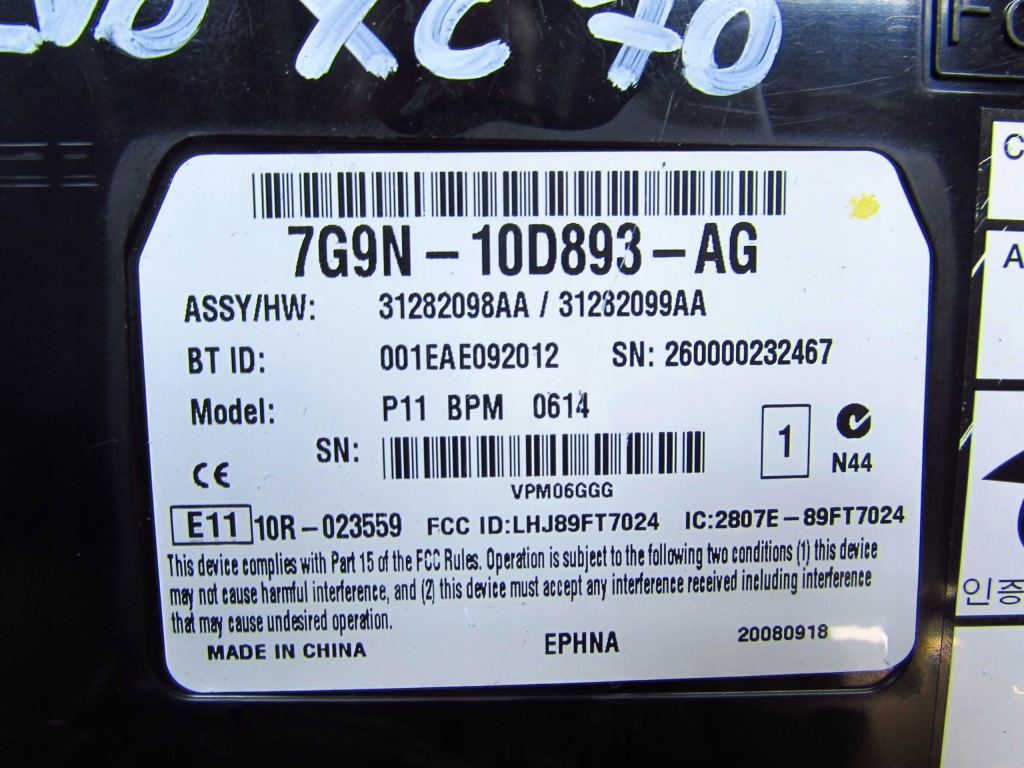 XC70
7G9N-10D893-AG
ASSY/HW: 31282098AA / 31282099AA
BT ID: 001EAE092012 SN: 260000232467
Model: P11 BPM 0614
SN:
1
N44
VPM06GGG
CE
E11 10R-023559 FCC ID:LHJ89FT7024 IC:2807E-89FT7024
This device complies with Part 15 of the FCC Rules. Operation is subject to the following two conditions (1) this device
may not cause harmful interference, and (2) this device must accept any interference received including interference
that may cause undesired operation.
MADE IN CHINA EPHNA 20080918
인증